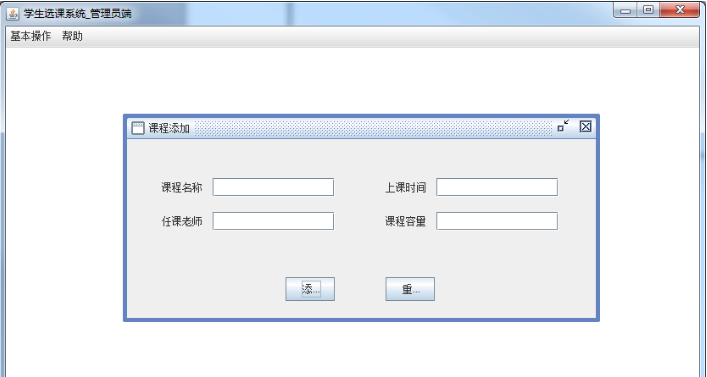 学生选课系统_管理员端
基本操作 帮助
课程添加
课程名称 上课时间
任课老师 课程容量
添... 重...